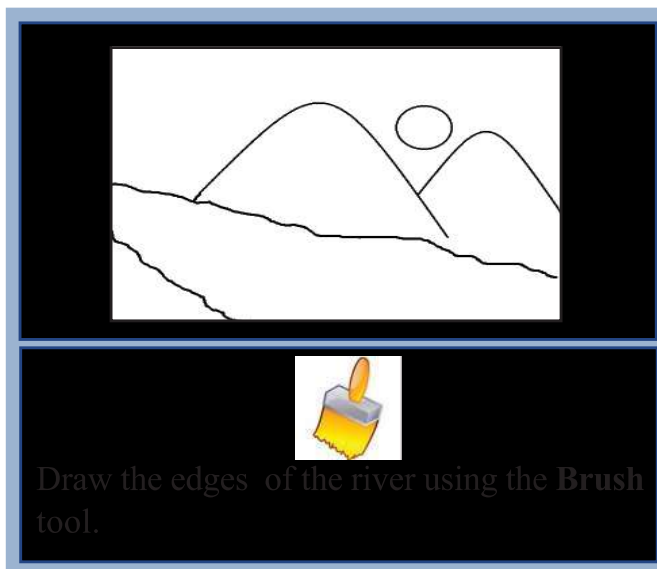 Draw the edges of the river using the Brush
tool.